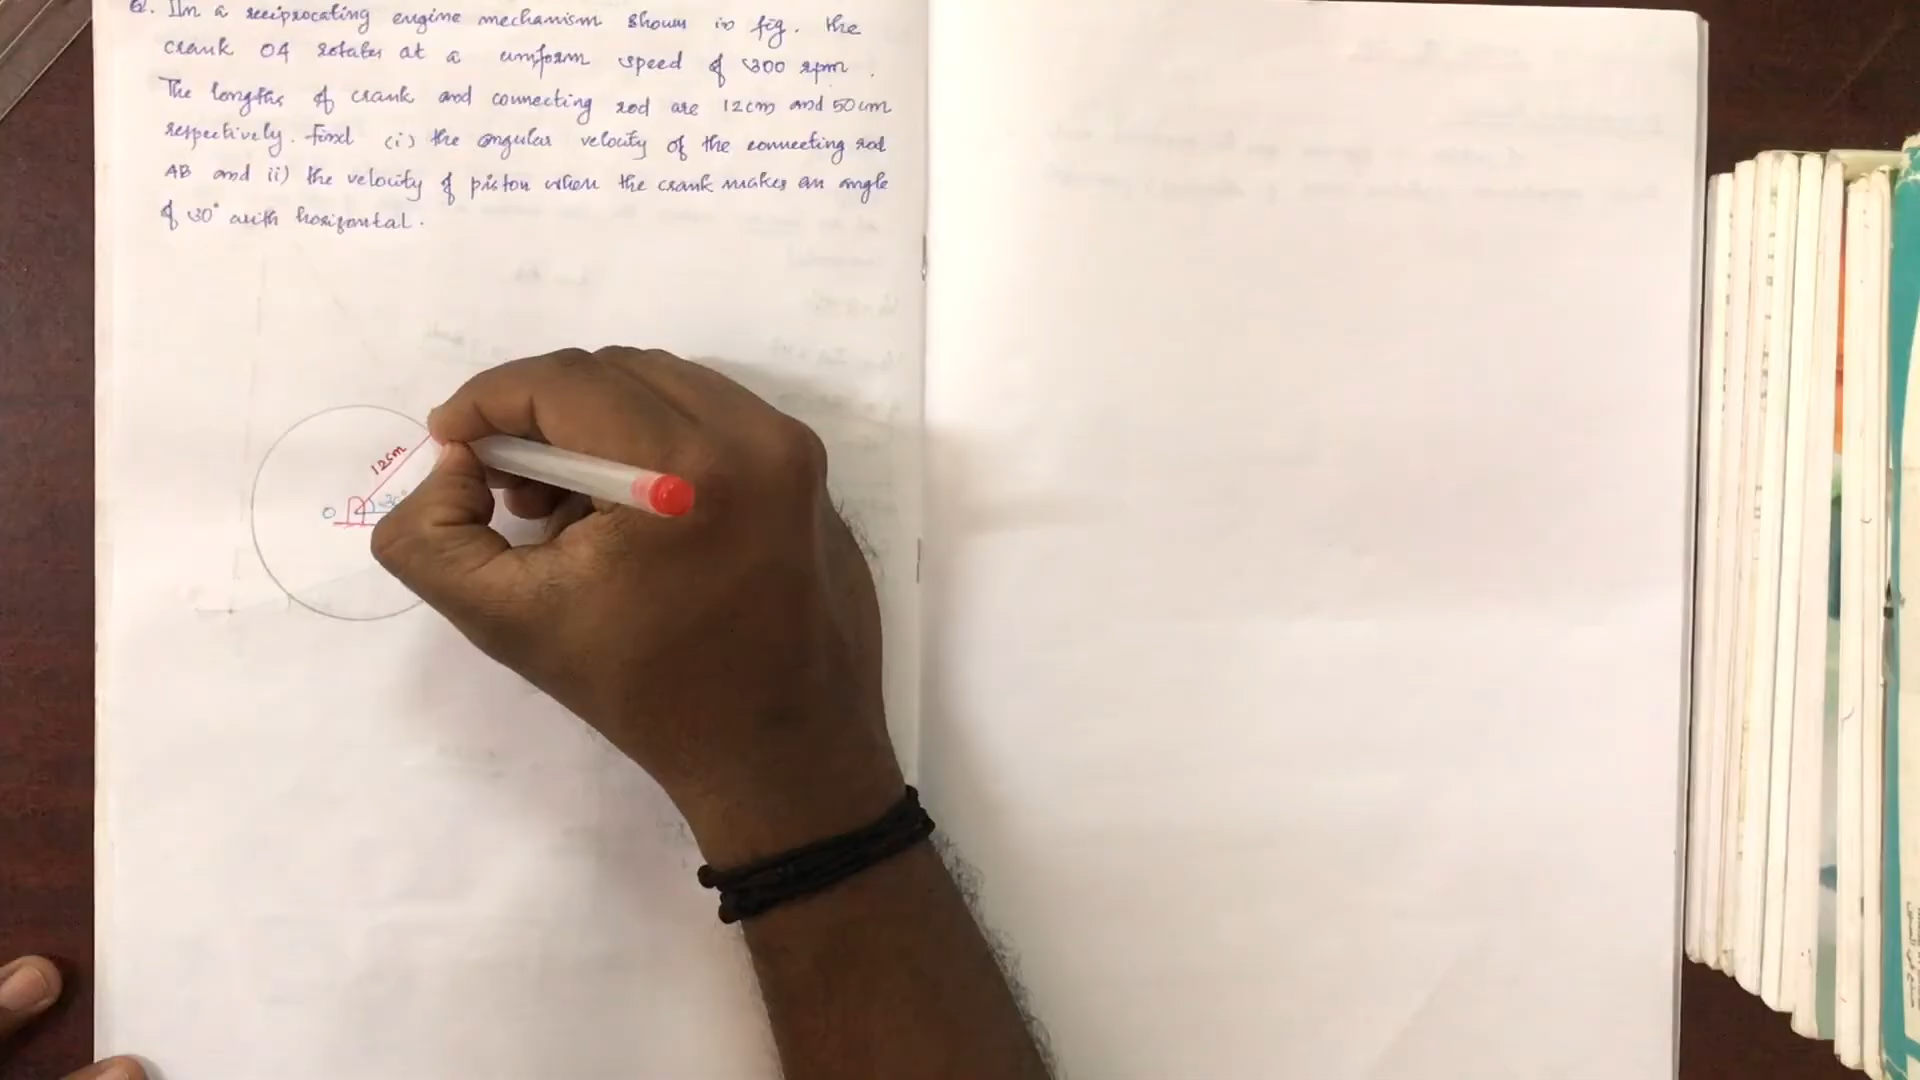 Q. In a reciprocating engine mechanism shown in fig. the
crank OA rotates at a uniform speed of 300 rpm.
The lengths of crank and connecting rod are 12cm and 50cm
respectively. Find (i) the angular velocity of the connecting rod
AB and ii) the velocity of piston when the crank makes an angle
of 30° with horizontal.
12cm
O
30°